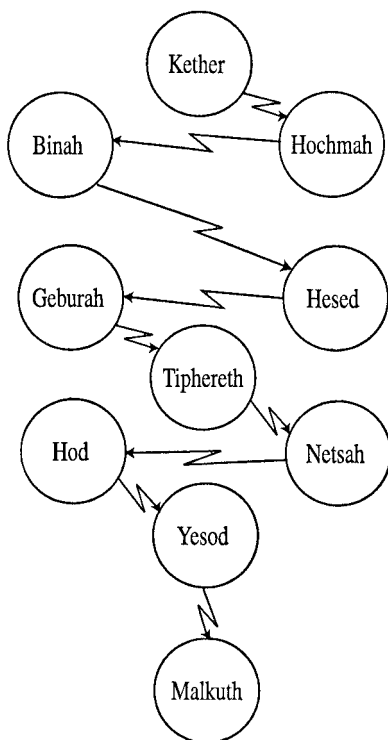 Kether
Hochmah
Binah
Hesed
Geburah
Tiphereth
Netsah
Hod
Yesod
Malkuth